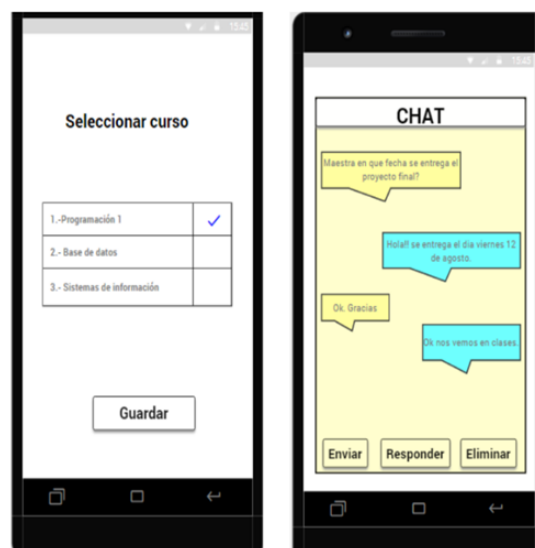 15:45
Seleccionar curso
1.-Programación 1
2.- Base de datos
3.- Sistemas de información
Guardar
15:45
CHAT
Maestra en que fecha se entrega el
proyecto final?
Hola!! se entrega el dia viernes 12
de agosto.
Ok. Gracias
Ok nos vemos en clases.
Enviar
Responder
Eliminar